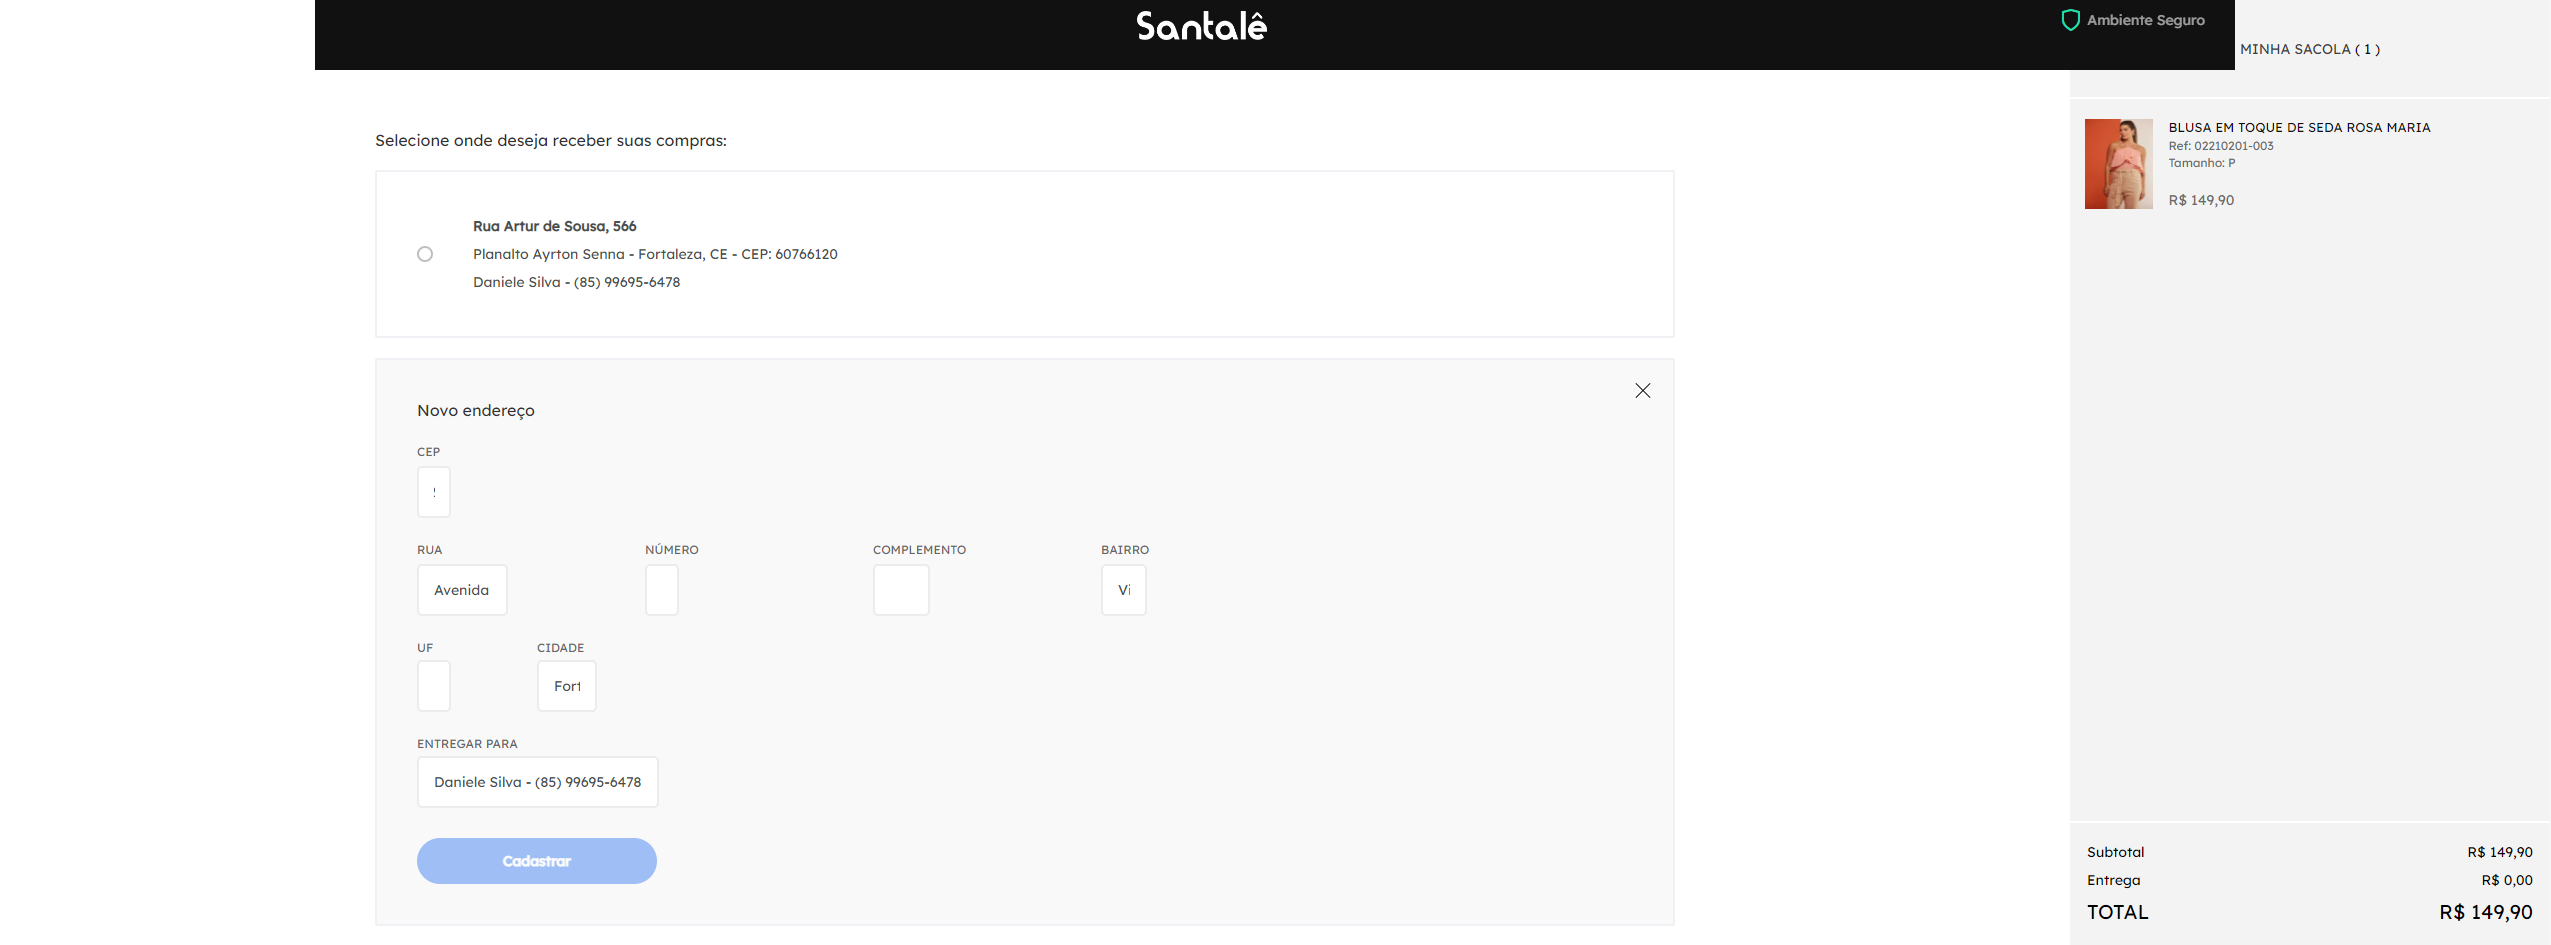 Santalê
Ambiente Seguro
MINHA SACOLA ( 1 )
Selecione onde deseja receber suas compras:
Rua Artur de Sousa, 566
Planalto Ayrton Senna - Fortaleza, CE - CEP: 60766120
Daniele Silva - (85) 99695-6478
Novo endereço
CEP
RUA NÚMERO COMPLEMENTO BAIRRO
Avenida Vi
UF CIDADE
Fort
ENTREGAR PARA
Daniele Silva - (85) 99695-6478
Cadastrar
BLUSA EM TOQUE DE SEDA ROSA MARIA
Ref: 02210201-003
Tamanho: P
R$ 149,90
Subtotal R$ 149,90
Entrega R$ 0,00
TOTAL R$ 149,90